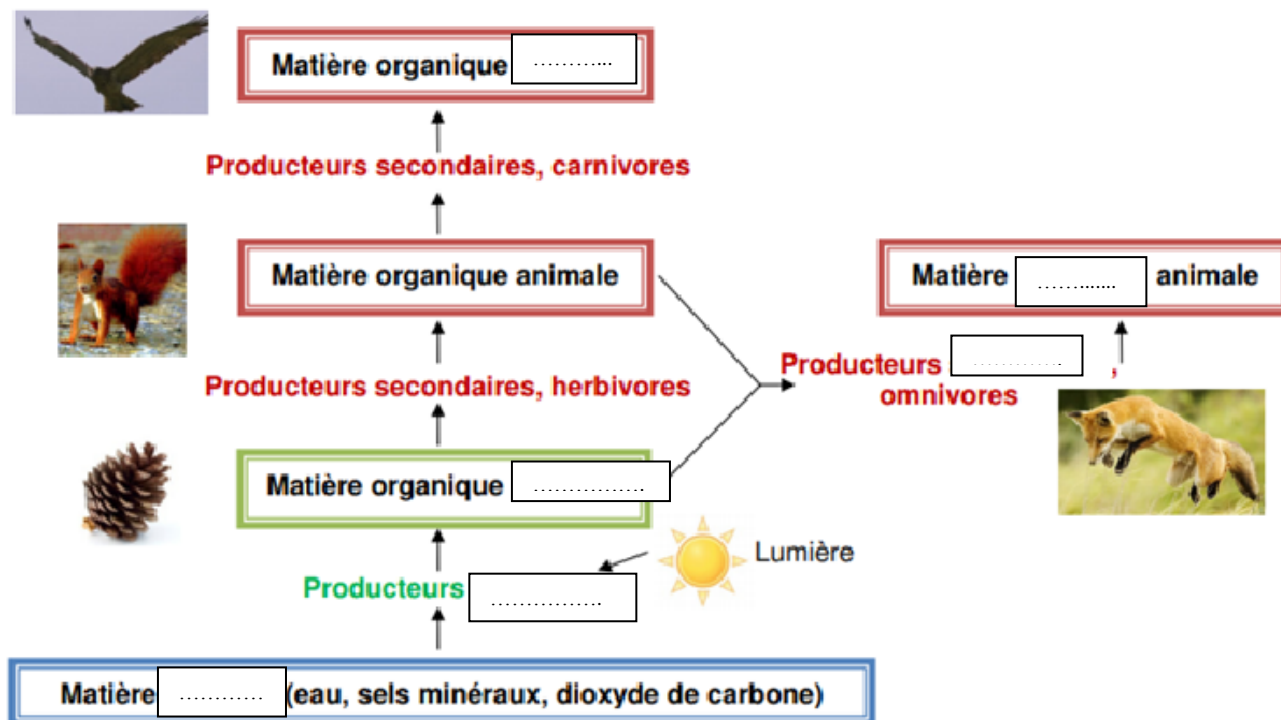 Matière organique ………...
Producteurs secondaires, carnivores
Matière organique animale
Matière ……....... animale
Producteurs secondaires, herbivores
Producteurs …………. ,
omnivores
Matière organique …………….
Lumière
Producteurs …………….
Matière ………… (eau, sels minéraux, dioxyde de carbone)